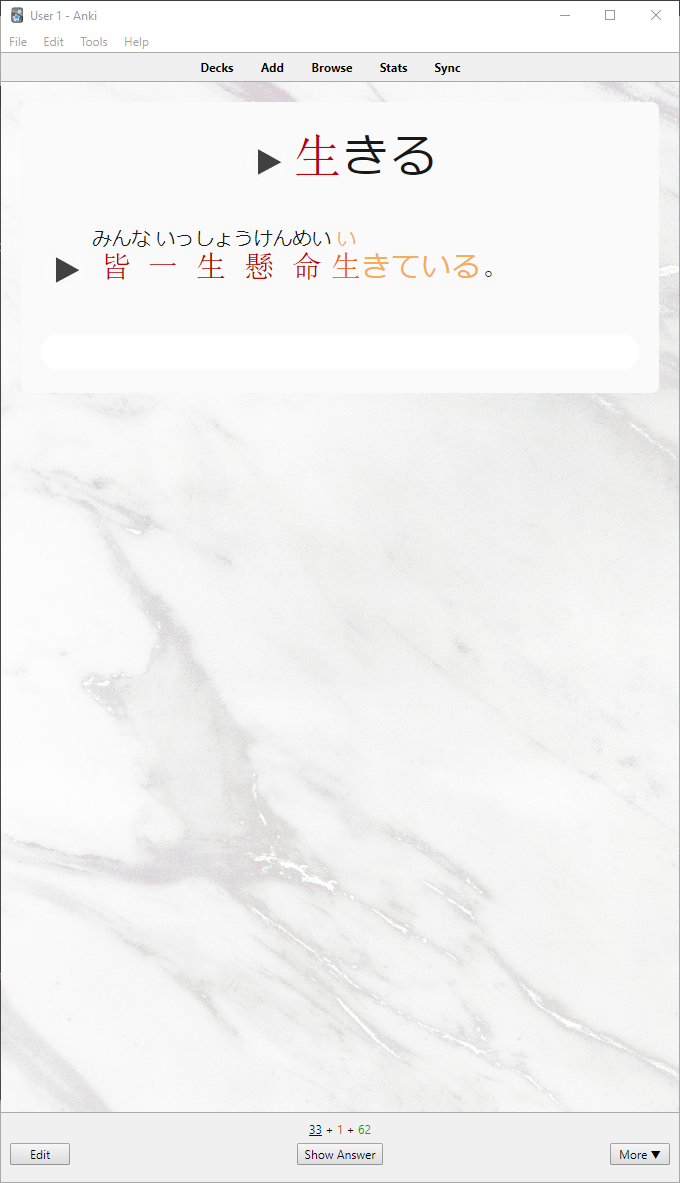 User 1 - Anki
File Edit Tools Help
Decks Add Browse Stats Sync
生きる
みんな いっしょうけんめい い
皆 一 生 懸 命 生きている。
33 + 1 + 62
Edit Show Answer More ▼